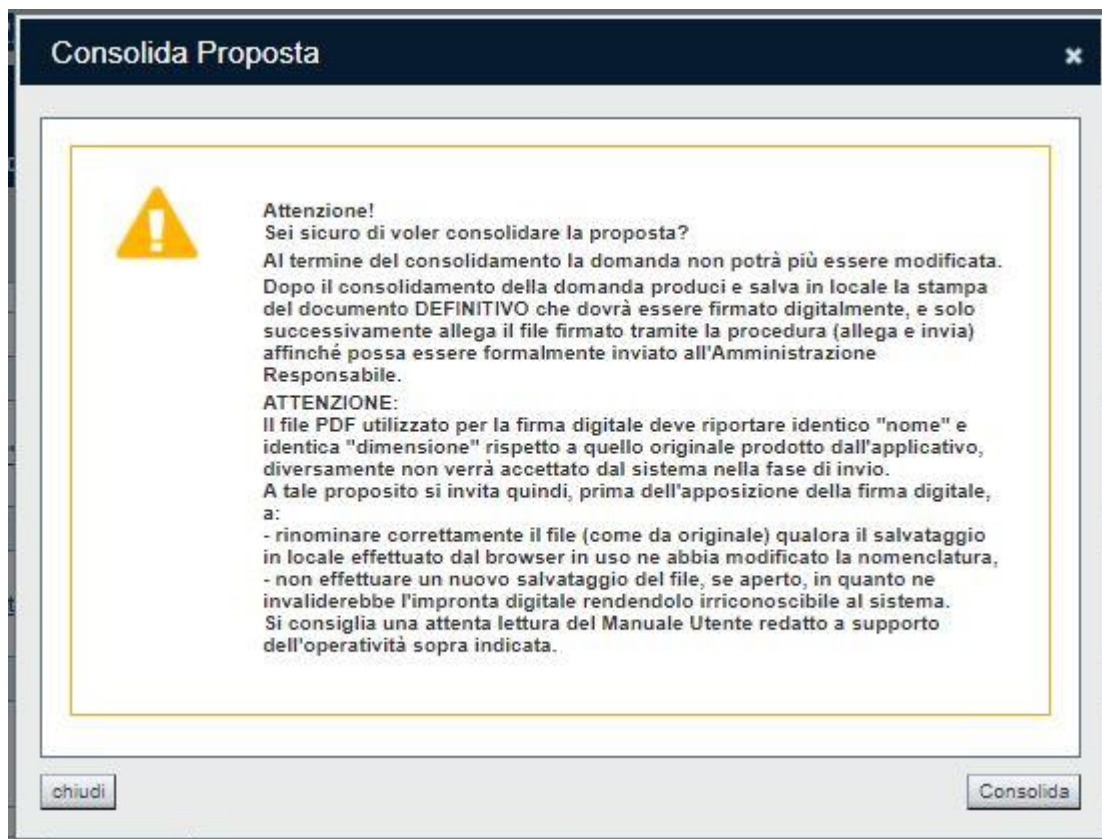 Consolida Proposta
Attenzione!
Sei sicuro di voler consolidare la proposta?
Al termine del consolidamento la domanda non potrà più essere modificata.
Dopo il consolidamento della domanda produci e salva in locale la stampa
del documento DEFINITIVO che dovrà essere firmato digitalmente, e solo
successivamente allega il file firmato tramite la procedura (allega e invia)
affinché possa essere formalmente inviato all'Amministrazione
Responsabile.
ATTENZIONE:
Il file PDF utilizzato per la firma digitale deve riportare identico "nome" e
identica "dimensione" rispetto a quello originale prodotto dall'applicativo,
diversamente non verrà accettato dal sistema nella fase di invio.
A tale proposito si invita quindi, prima dell'apposizione della firma digitale,
a:
- rinominare correttamente il file (come da originale) qualora il salvataggio
in locale effettuato dal browser in uso ne abbia modificato la nomenclatura,
- non effettuare un nuovo salvataggio del file, se aperto, in quanto ne
invaliderebbe l'impronta digitale rendendolo irriconoscibile al sistema.
Si consiglia una attenta lettura del Manuale Utente redatto a supporto
dell'operatività sopra indicata.
chiudi
Consolida